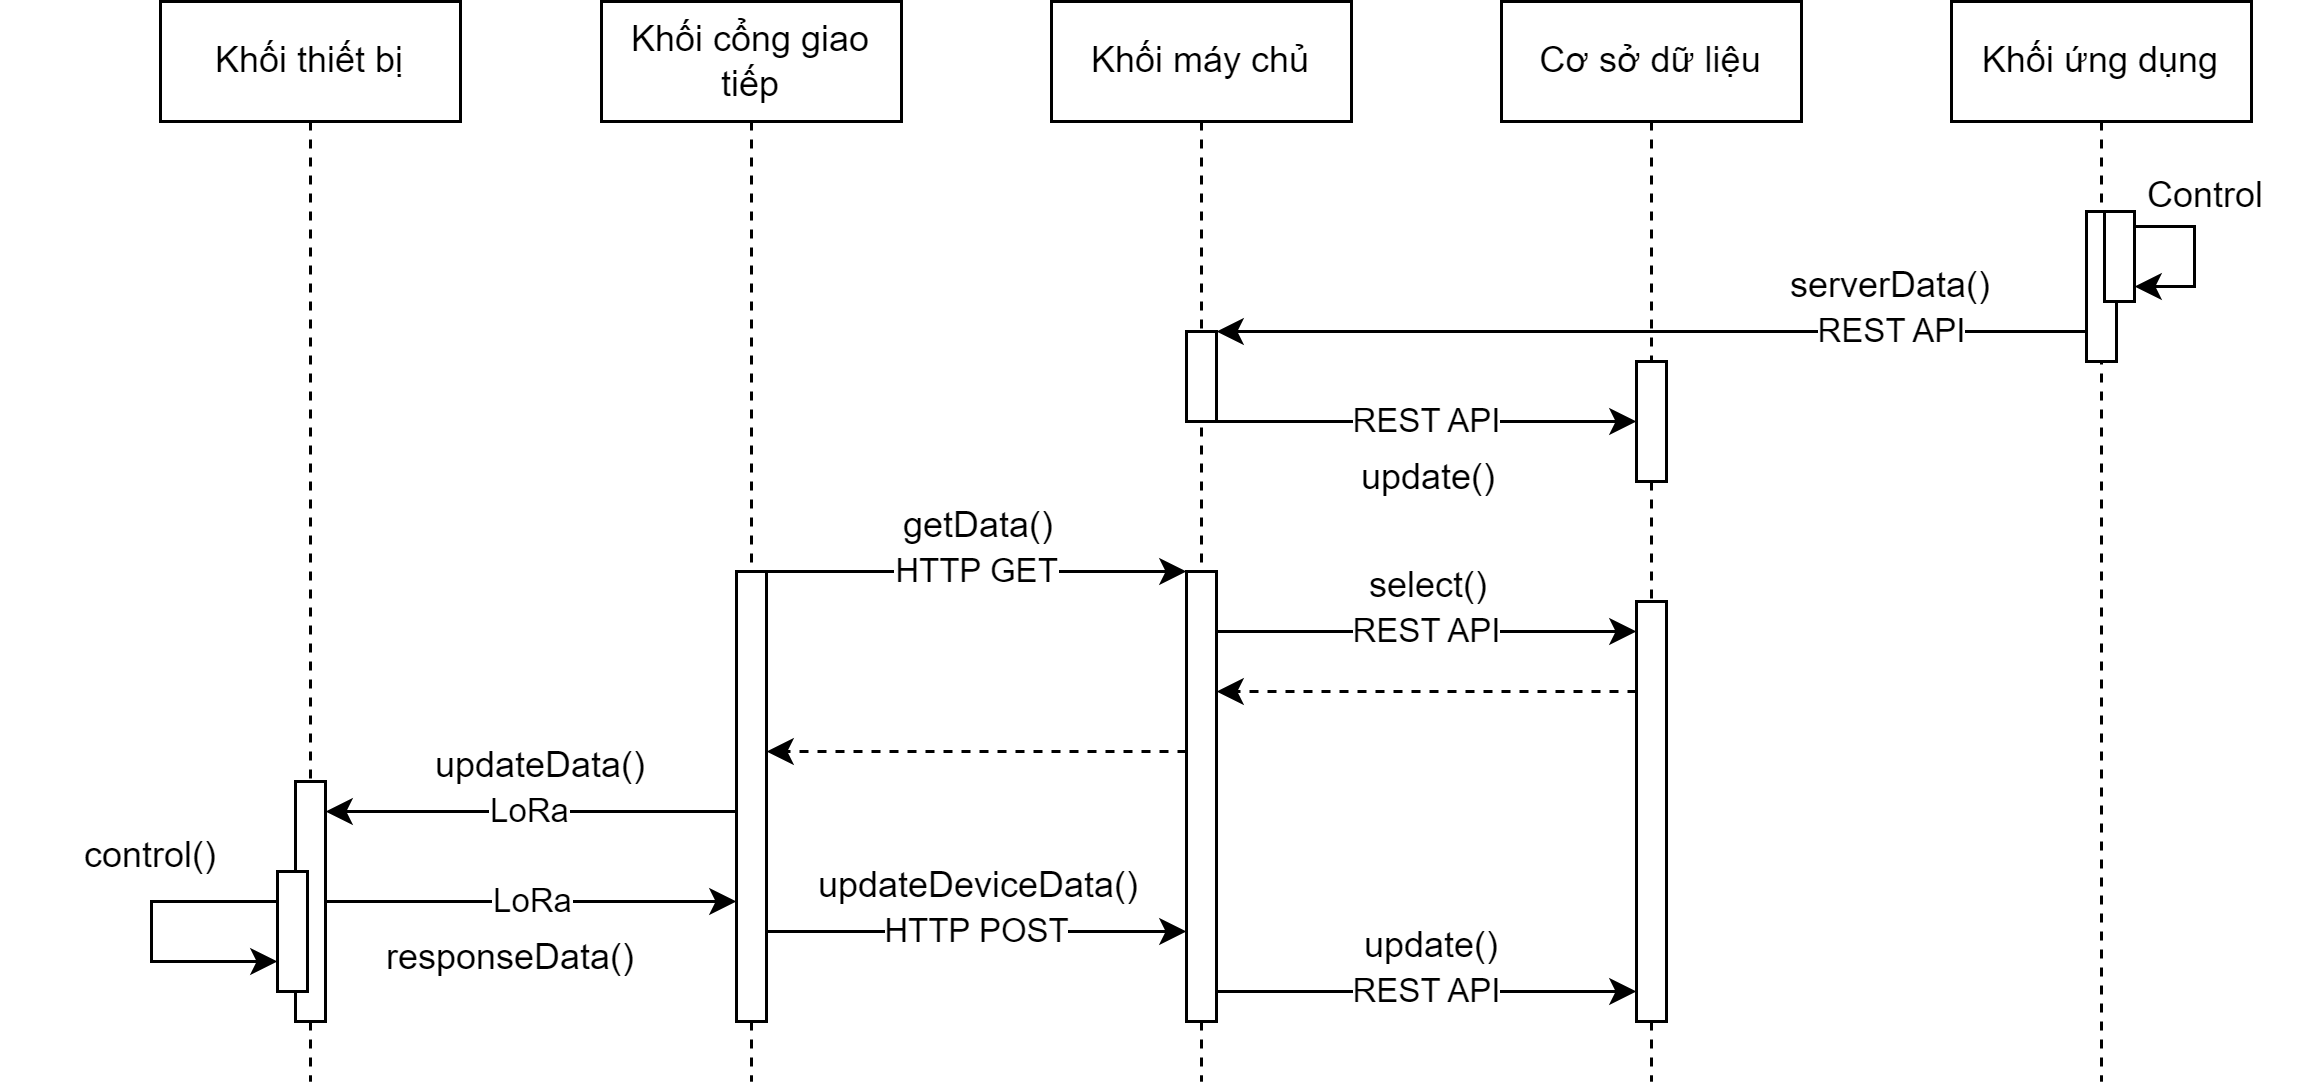 Khối thiết bị
Khối cổng giao
tiếp
Khối máy chủ
Cơ sở dữ liệu
Khối ứng dụng
Control
serverData()
REST API
REST API
update()
getData()
HTTP GET
select()
REST API
updateData()
LoRa
control()
LoRa
responseData()
updateDeviceData()
HTTP POST
update()
REST API